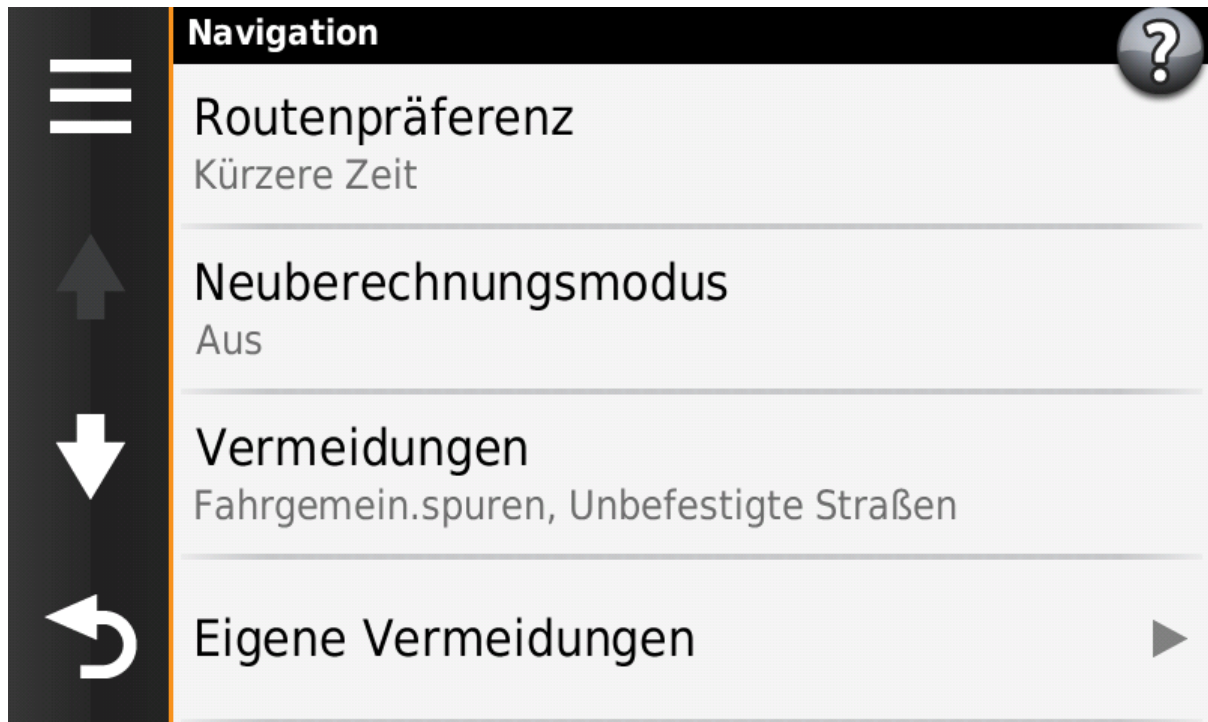 Navigation
?
Routenpräferenz
Kürzere Zeit
Neuberechnungsmodus
Aus
Vermeidungen
Fahrgemein.spuren, Unbefestigte Straßen
Eigene Vermeidungen